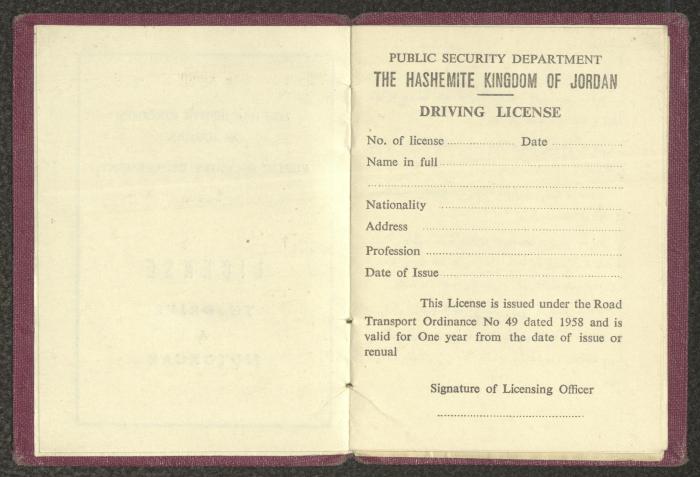 PUBLIC SECURITY DEPARTMENT
THE HASHEMITE KINGDOM OF JORDAN
DRIVING LICENSE
No. of license .................. Date ..................
Name in full ..................
..................
Nationality ..................
Address ..................
Profession ..................
Date of Issue ..................
This License is issued under the Road
Transport Ordinance No 49 dated 1958 and is
valid for One year from the date of issue or
renual
Signature of Licensing Officer
..................